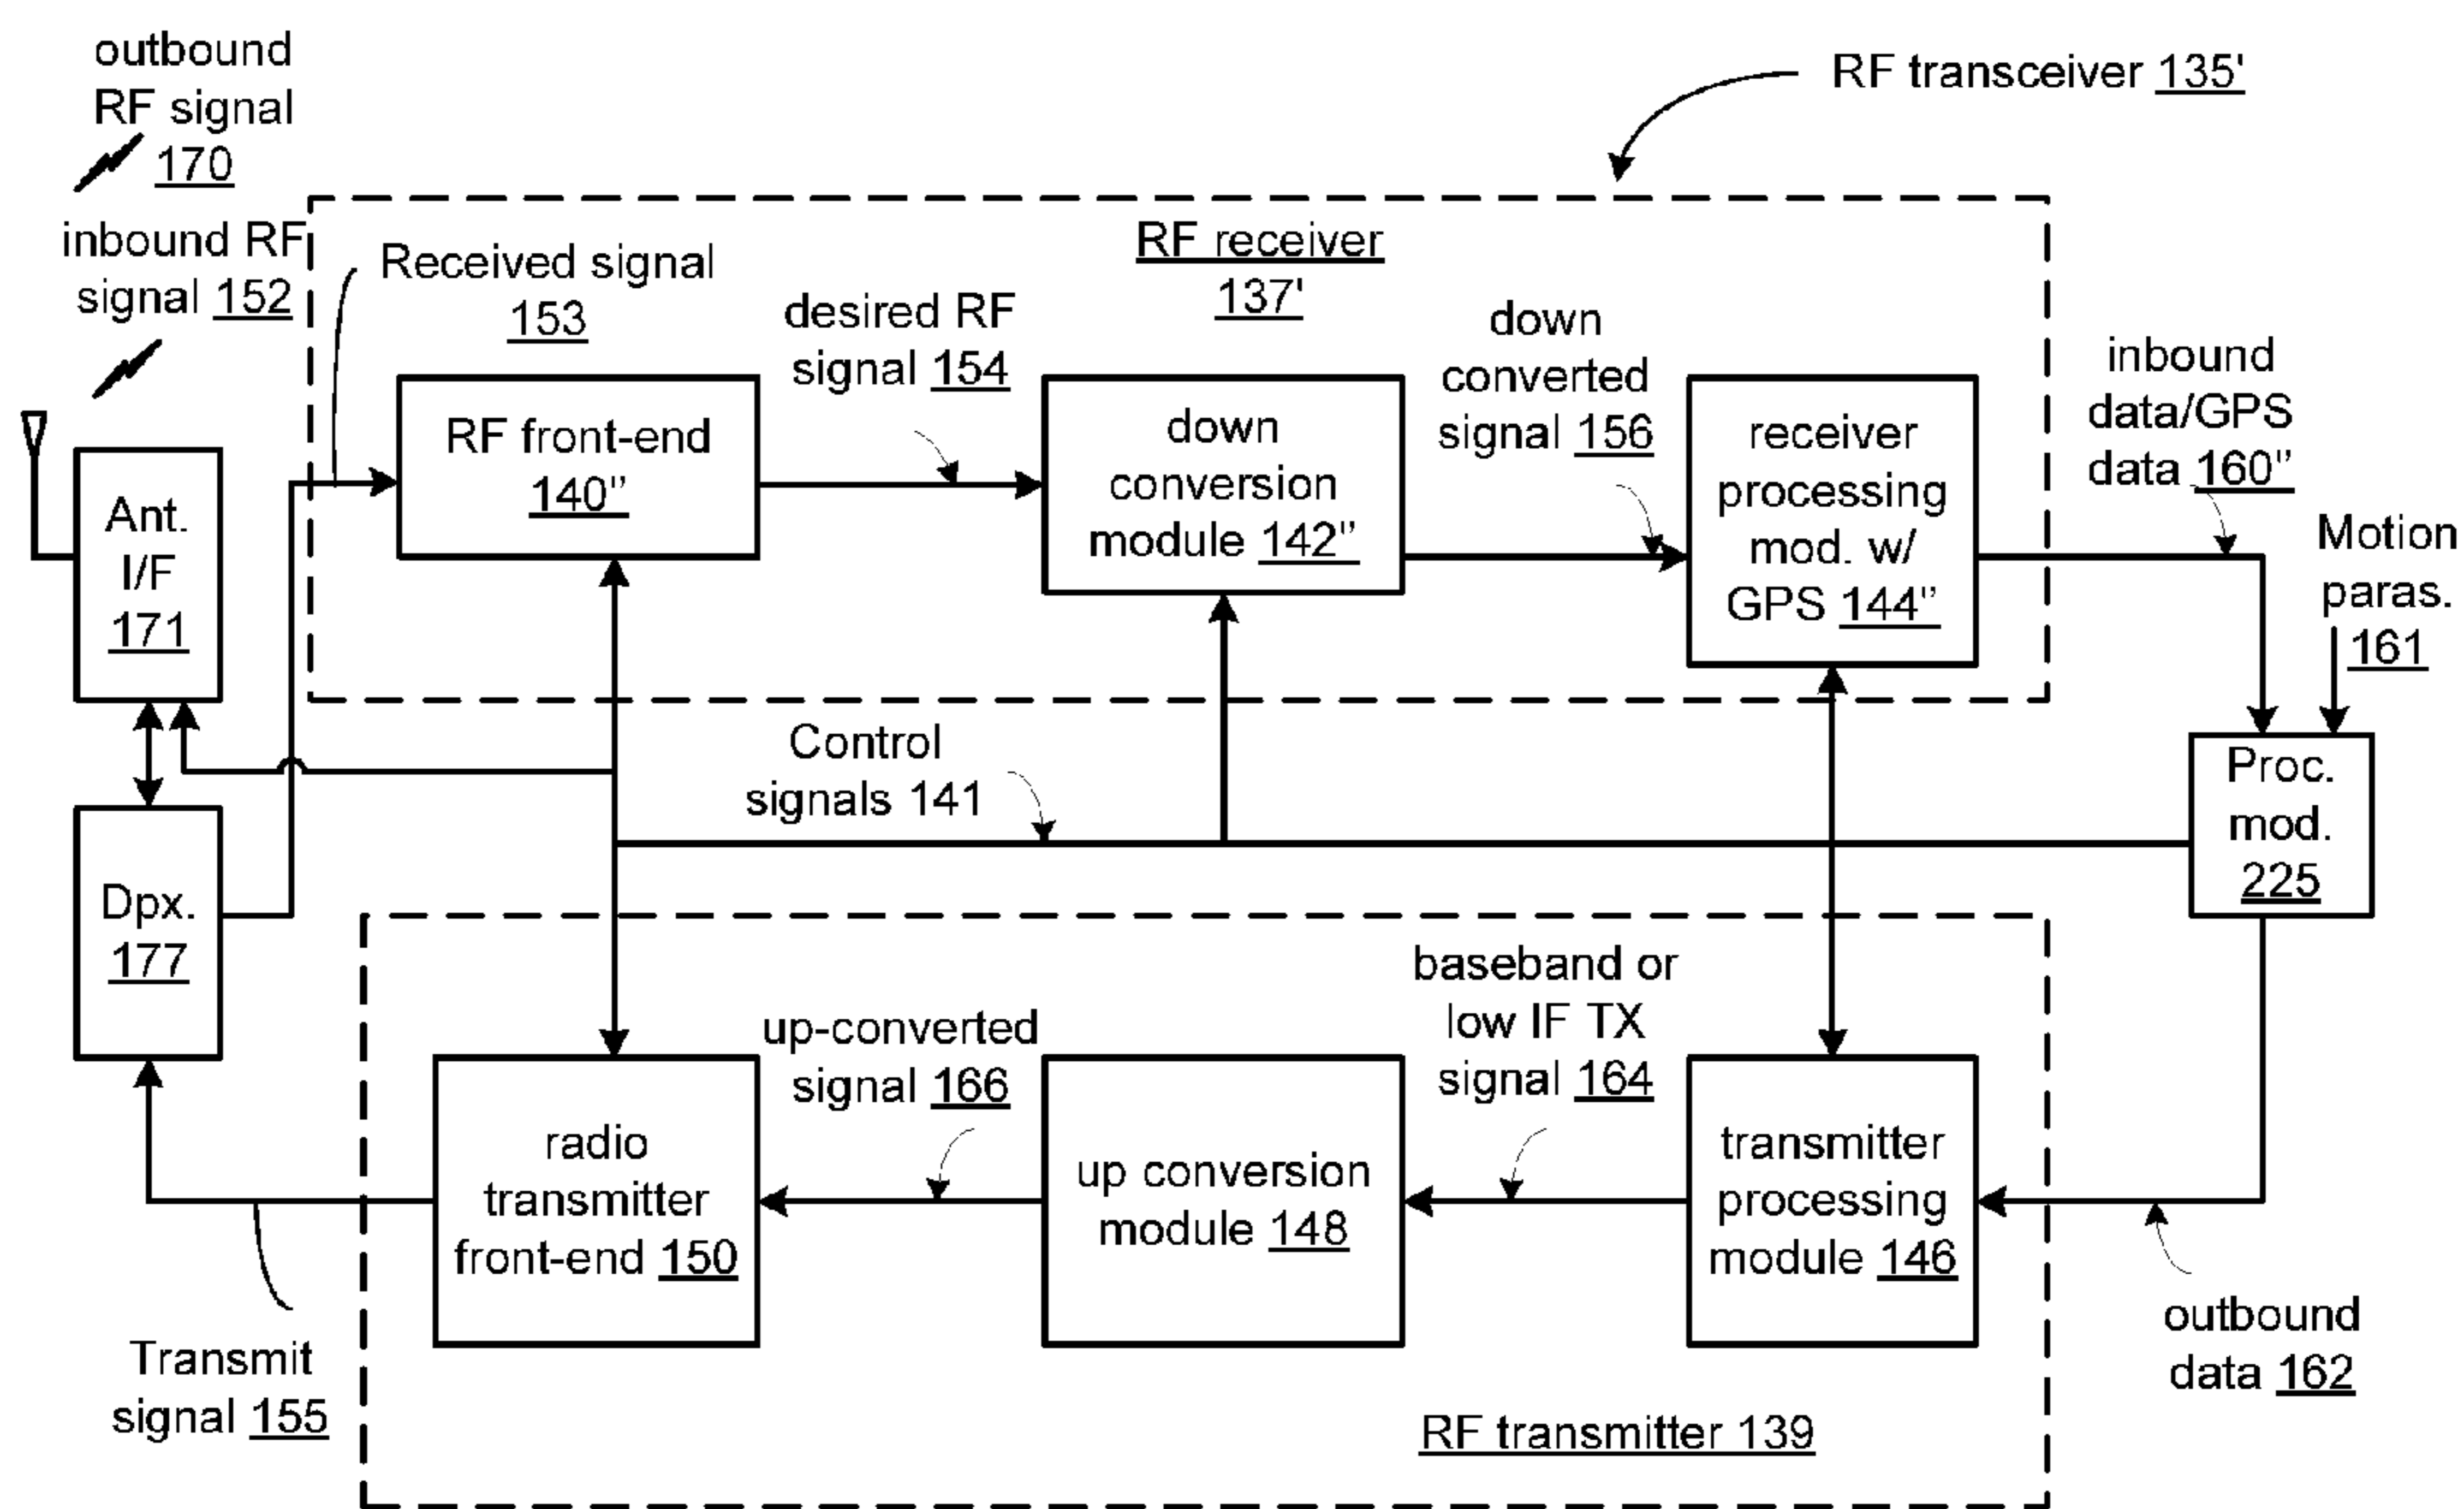 outbound
RF signal
170
RF transceiver 135'
inbound RF
signal 152
Received signal
153
RF receiver
137'
desired RF
signal 154
down
converted
signal 156
inbound
data/GPS
data 160"
Motion
paras.
161
Ant.
I/F
171
RF front-end
140"
down
conversion
module 142"
receiver
processing
mod. w/
GPS 144"
Control
signals 141
Proc.
mod.
225
Dpx.
177
up-converted
signal 166
baseband or
low IF TX
signal 164
radio
transmitter
front-end 150
up conversion
module 148
transmitter
processing
module 146
Transmit
signal 155
outbound
data 162
RF transmitter 139